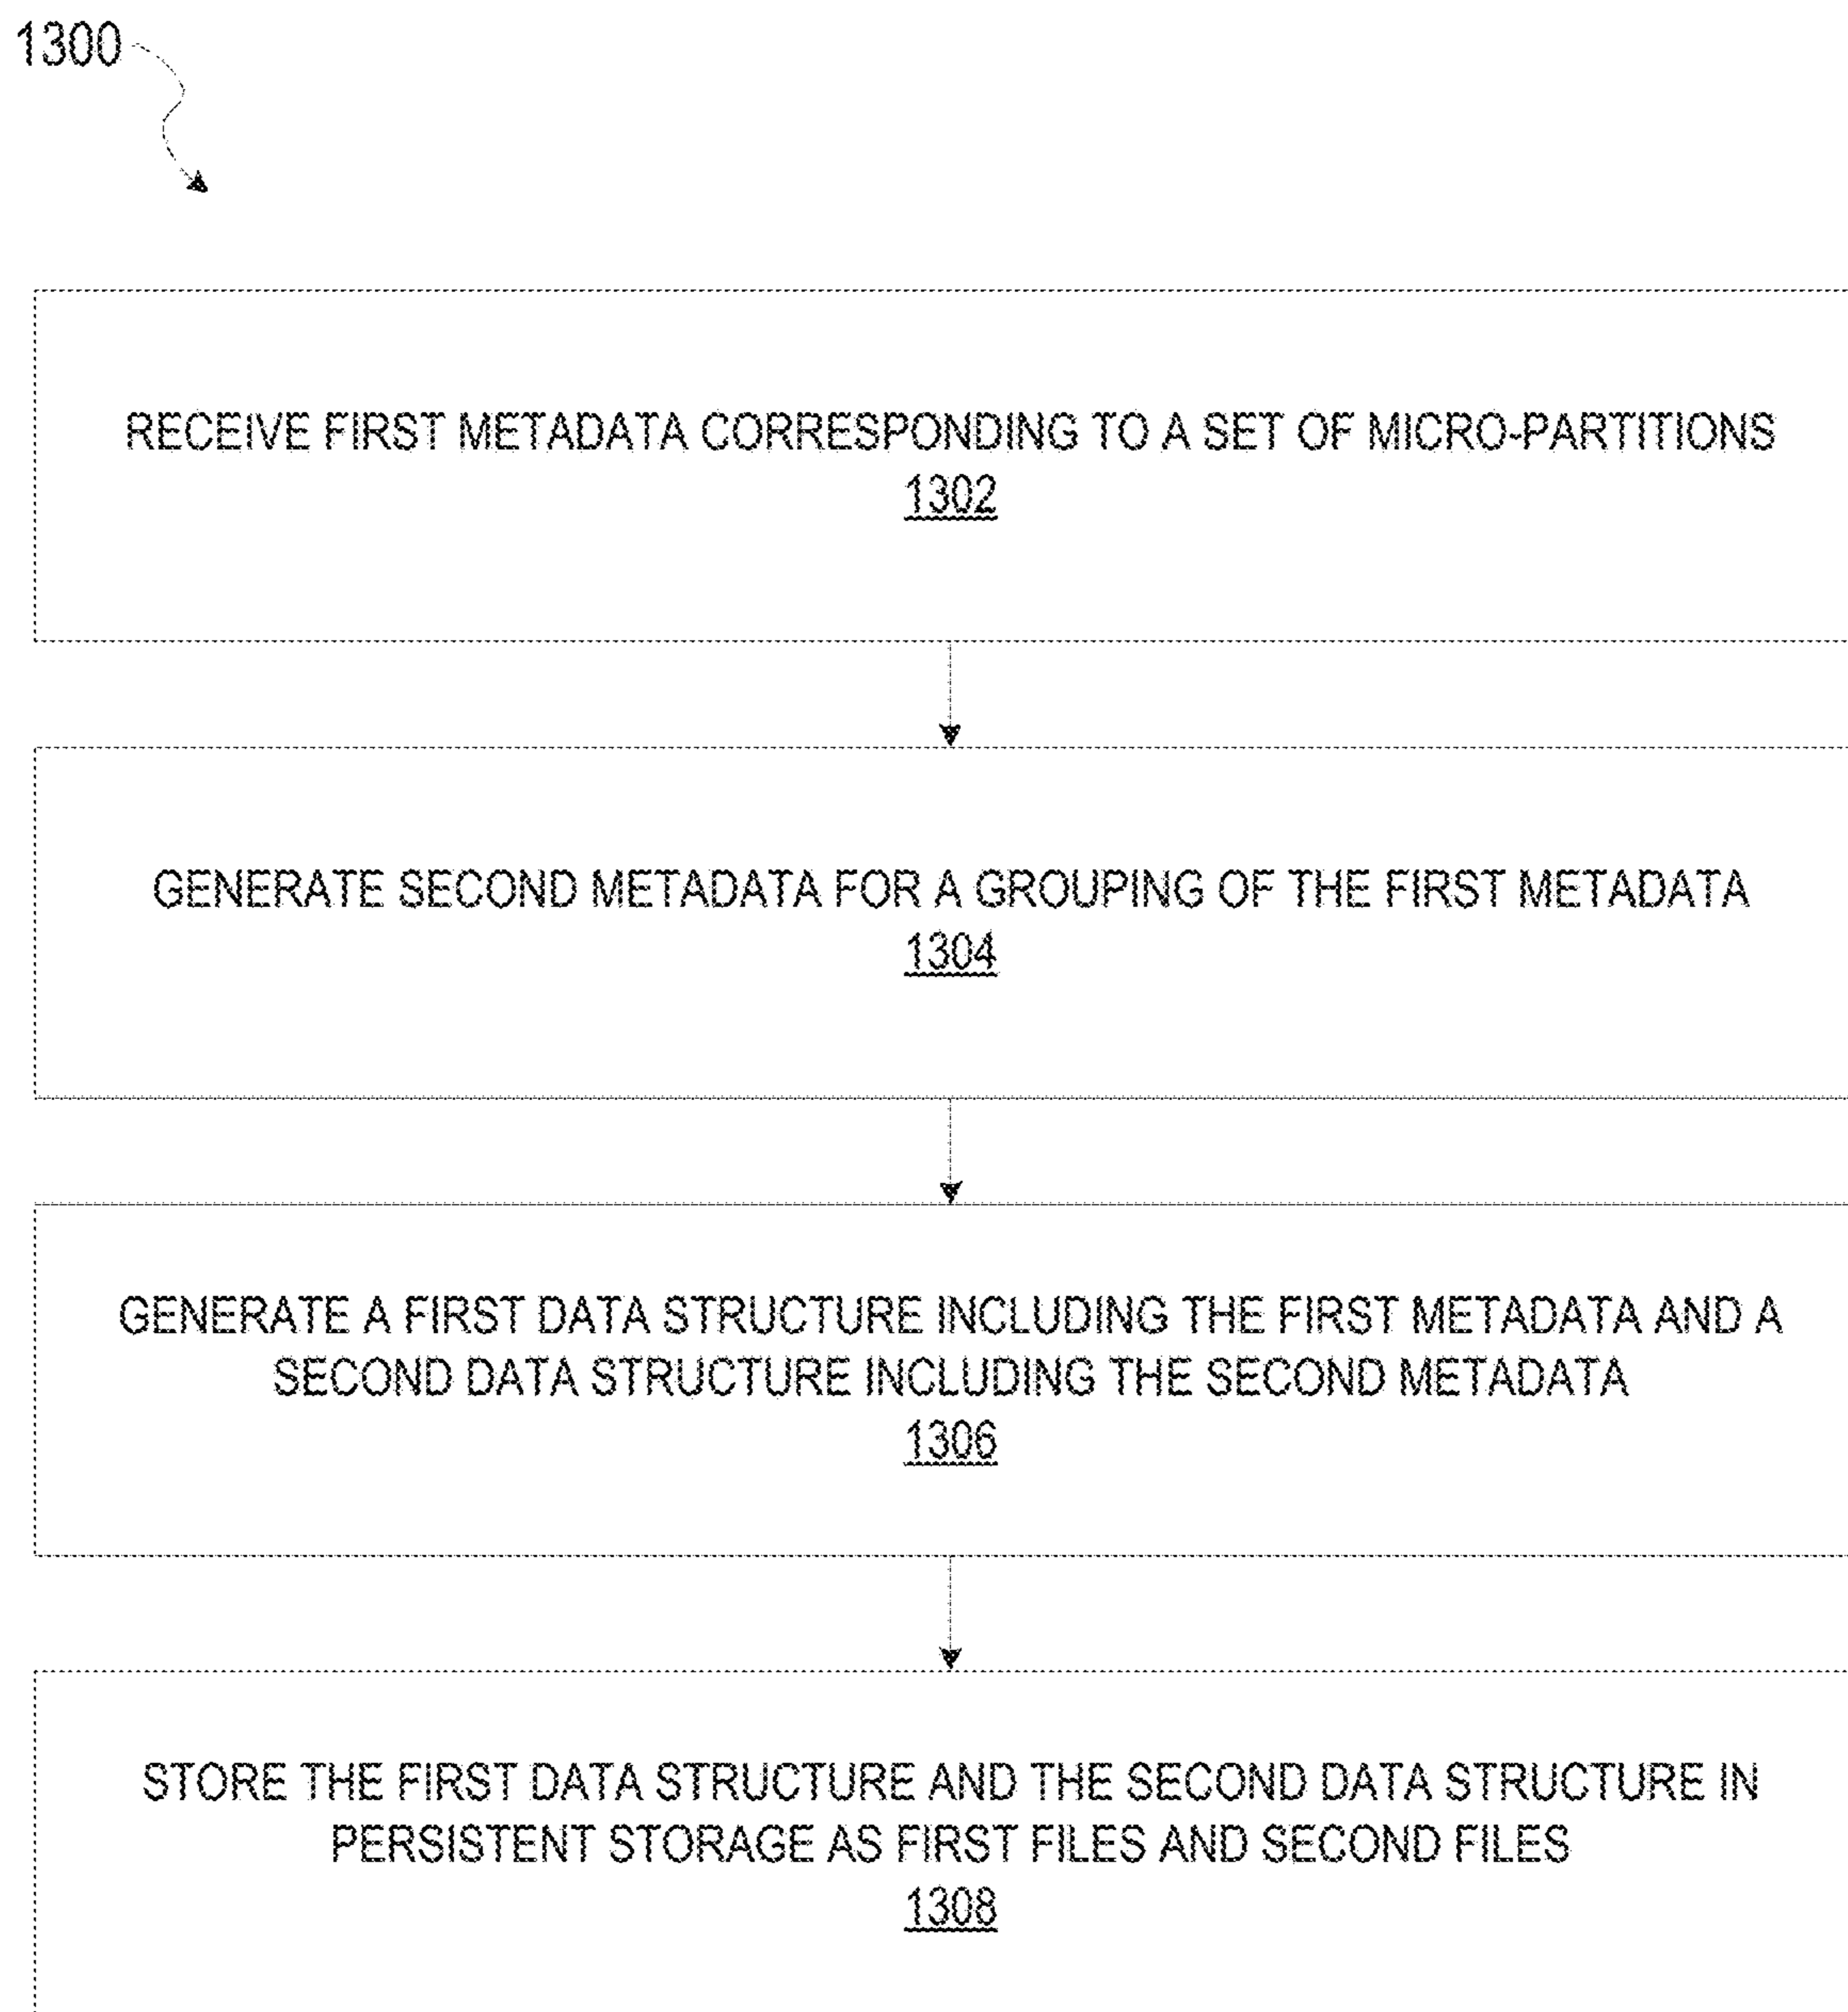 1300
RECEIVE FIRST METADATA CORRESPONDING TO A SET OF MICRO-PARTITIONS
1302
GENERATE SECOND METADATA FOR A GROUPING OF THE FIRST METADATA
1304
GENERATE A FIRST DATA STRUCTURE INCLUDING THE FIRST METADATA AND A
SECOND DATA STRUCTURE INCLUDING THE SECOND METADATA
1306
STORE THE FIRST DATA STRUCTURE AND THE SECOND DATA STRUCTURE IN
PERSISTENT STORAGE AS FIRST FILES AND SECOND FILES
1308